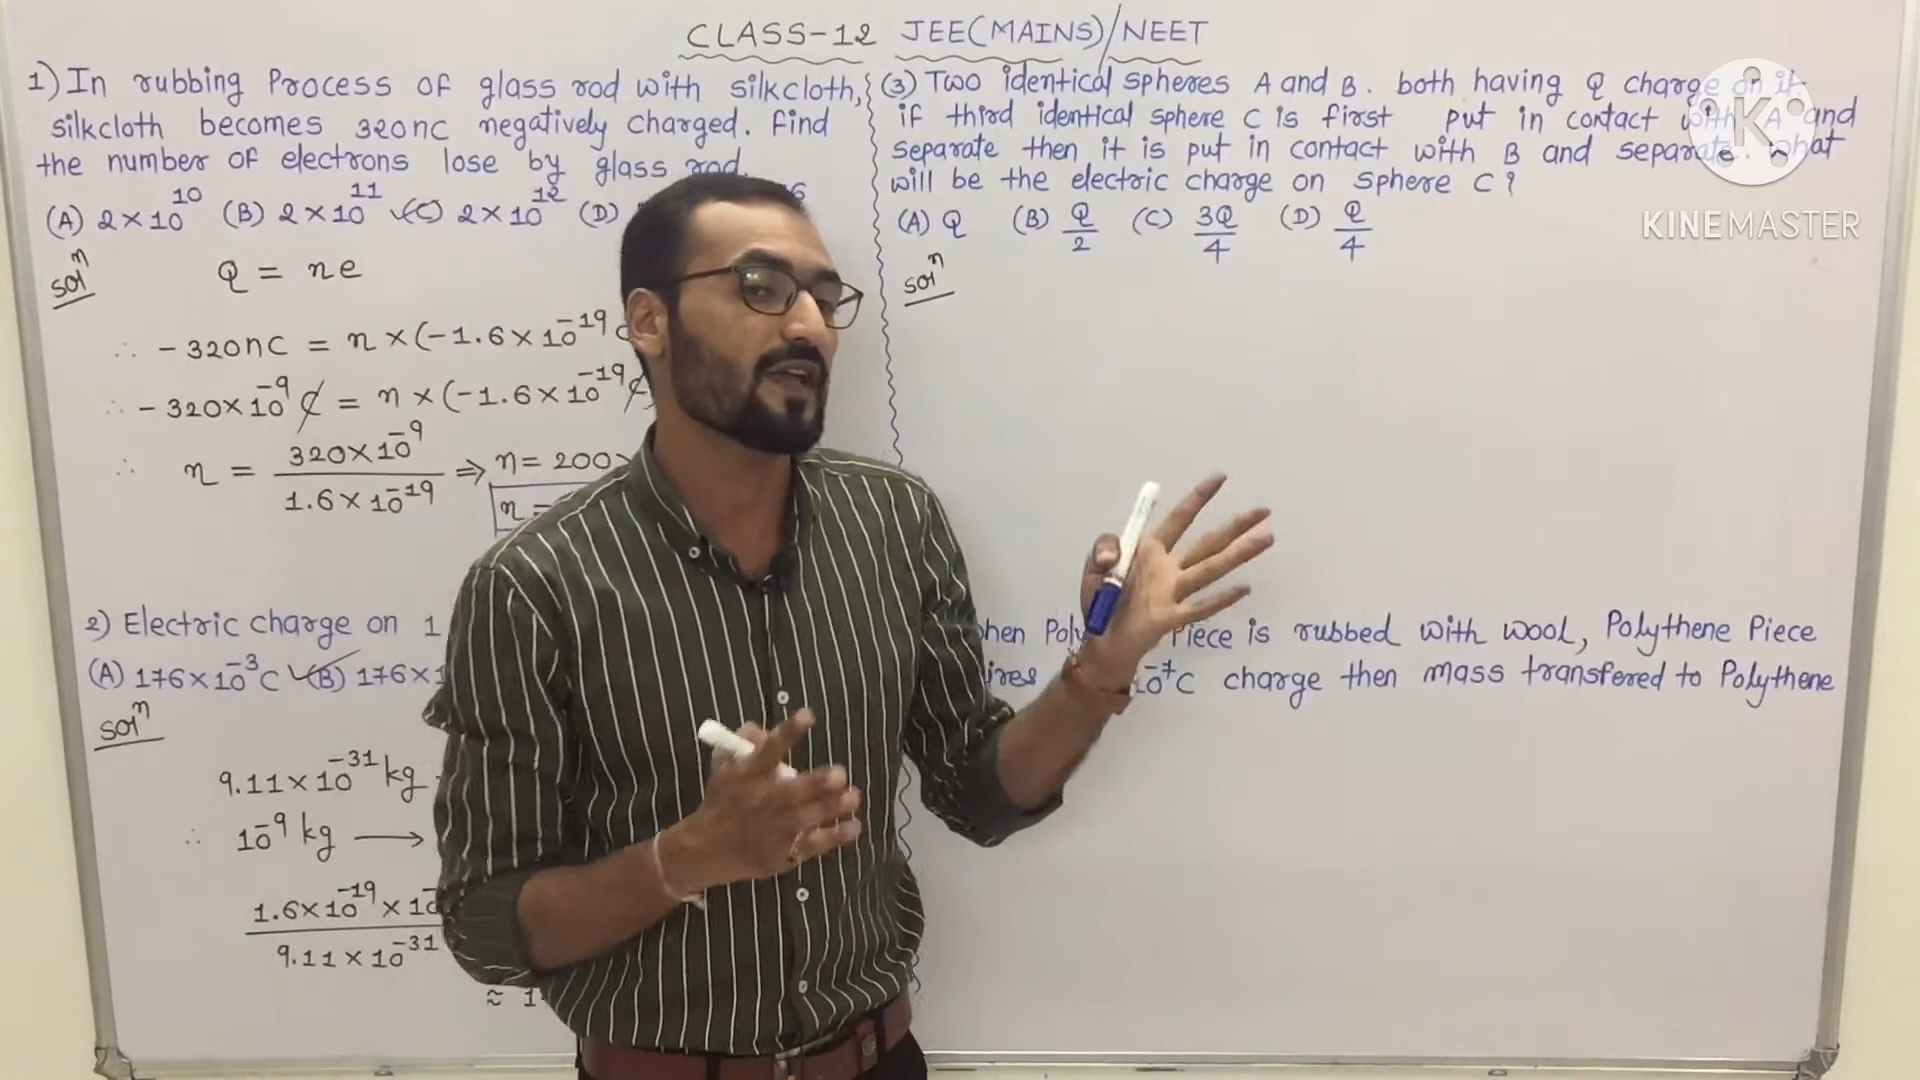 CLASS-12 JEE(MAINS)/NEET
1) In rubbing Process of glass rod with silkcloth,
silkcloth becomes 320nC negatively charged. Find
the number of electrons lose by glass rod.
(A) 2×10^10 (B) 2×10^11 (C) 2×10^12 (D)
Sol^n
Q = ne
∴ -320nC = n×(-1.6×10^-19
∴ -320×10^-9 C = n×(-1.6×10^-19 C
∴ n = 320×10^-9 / 1.6×10^-19 ⇒ n = 200
n =
2) Electric charge on 1
(A) 176×10^-3 C (B) 176×1
Sol^n
9.11×10^-31 kg
∴ 10^-9 kg →
1.6×10^-19 × 10
9.11×10^-31
≈ 1
(3) Two identical spheres A and B. both having Q charge on it.
if third identical sphere C is first put in contact with A and
separate then it is put in contact with B and separate. what
will be the electric charge on sphere C?
(A) Q (B) Q/2 (C) 3Q/4 (D) Q/4
Sol^n
Piece is rubbed with wool, Polythene Piece
C charge then mass transfered to Polythene
KINEMASTER